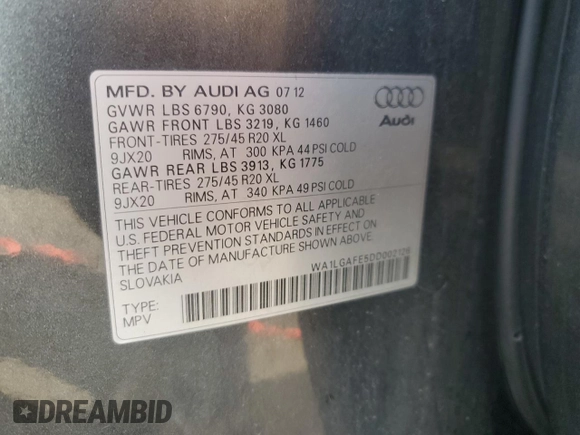 MFD. BY AUDI AG 07 12
GVWR LBS 6790, KG 3080
GAWR FRONT LBS 3219, KG 1460
FRONT-TIRES 275/45 R20 XL
9JX20 RIMS, AT 300 KPA 44 PSI COLD
GAWR REAR LBS 3913, KG 1775
REAR-TIRES 275/45 R20 XL
9JX20 RIMS, AT 340 KPA 49 PSI COLD
THIS VEHICLE CONFORMS TO ALL APPLICABLE
U.S. FEDERAL MOTOR VEHICLE SAFETY AND
THEFT PREVENTION STANDARDS IN EFFECT ON
THE DATE OF MANUFACTURE SHOWN ABOVE
SLOVAKIA
TYPE:
MPV
Audi
DREAMBID